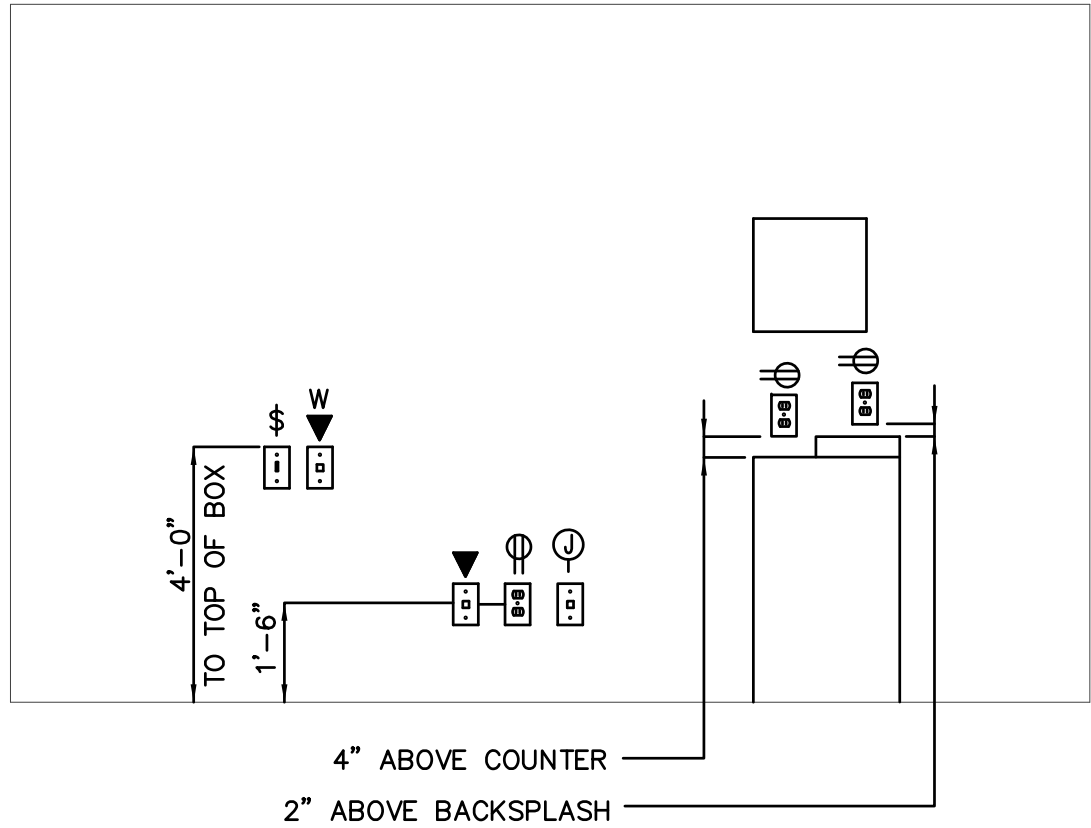 W
$
4'-0"
TO TOP OF BOX
1'-6"
J
4" ABOVE COUNTER
2" ABOVE BACKSPLASH